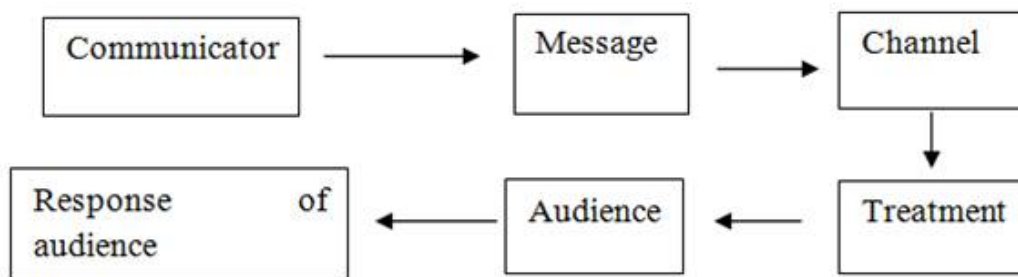 Communicator
Message
Channel
Treatment
Audience
Response of
audience